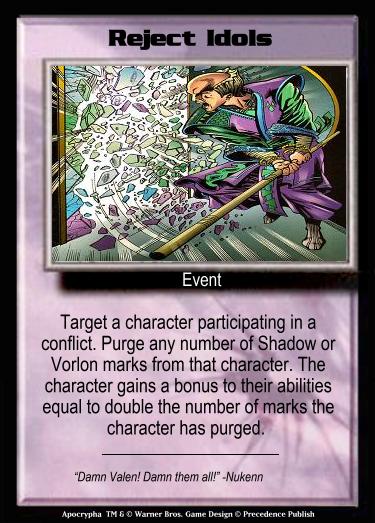 Reject Idols
Event
Target a character participating in a
conflict. Purge any number of Shadow or
Vorlon marks from that character. The
character gains a bonus to their abilities
equal to double the number of marks the
character has purged.
“Damn Valen! Damn them all!” -Nukenn
Apocrypha TM & © Warner Bros. Game Design © Precedence Publish